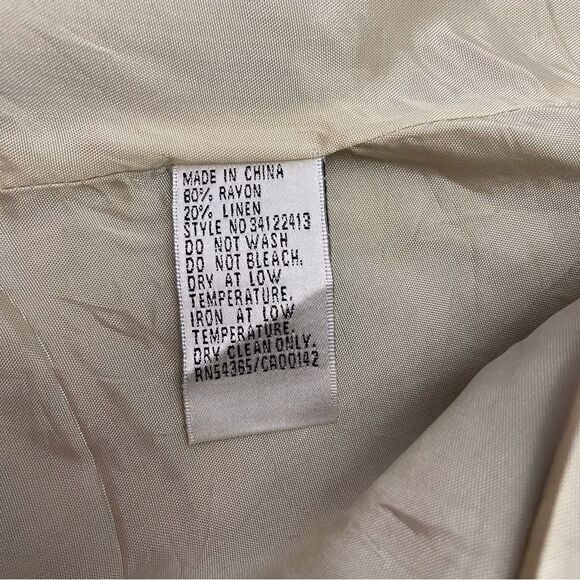 MADE IN CHINA
80% RAYON
20% LINEN
STYLE NO 34122413
DO NOT WASH
DO NOT BLEACH.
DRY AT LOW
TEMPERATURE.
IRON AT LOW
TEMPERATURE.
DRY CLEAN ONLY.
RN54365/CA00142